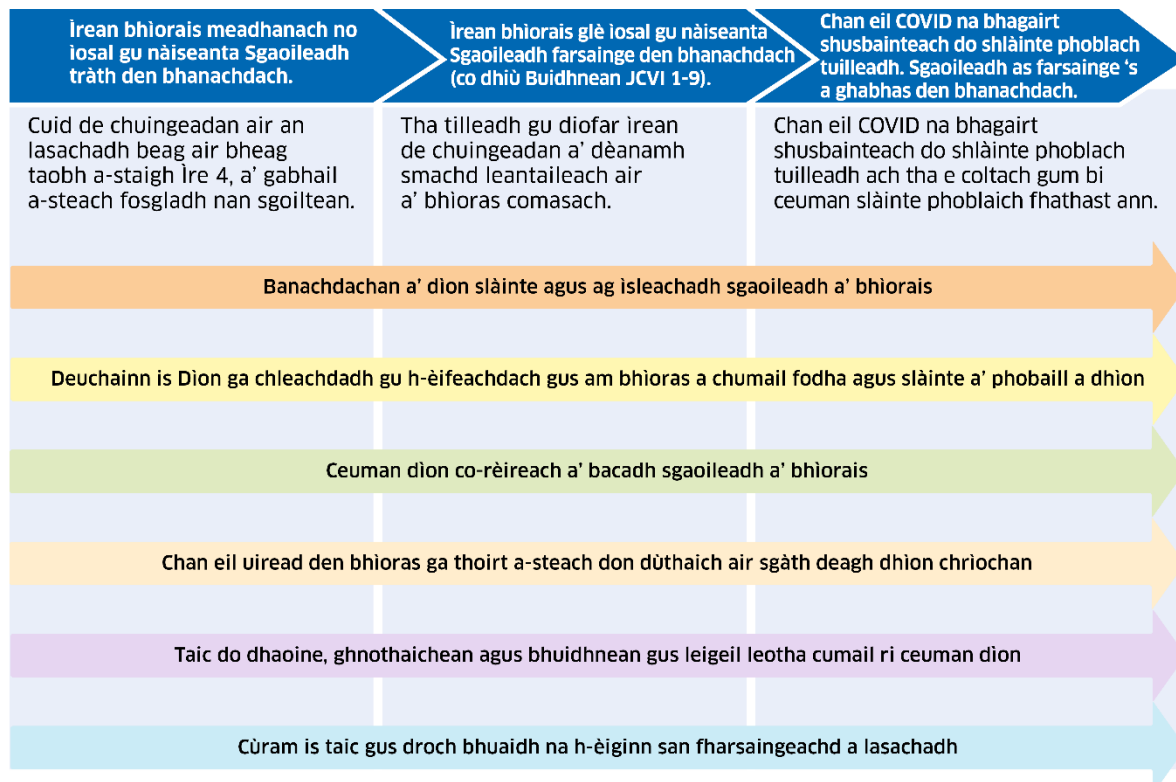 Ìrean bhìorais meadhanach no
ìosal gu nàiseanta Sgaoileadh
tràth den bhanachdach.
Ìrean bhìorais glè ìosal gu nàiseanta
Sgaoileadh farsainge den bhanachdach
(co dhiù Buidhnean JCVI 1-9).
Chan eil COVID na bhagairt
shusbainteach do shlàinte phoblach
tuilleadh. Sgaoileadh as farsainge ‘s
a ghabhas den bhanachdach.
Cuid de chuingeadan air an
lasachadh beag air bheag
taobh a-staigh Ìre 4, a’ gabhail
a-steach fosgladh nan sgoiltean.
Tha tilleadh gu diofar ìrean
de chuingeadan a’ dèanamh
smachd leantaileach air
a’ bhìoras comasach.
Chan eil COVID na bhagairt
shusbainteach do shlàinte phoblach
tuilleadh ach tha e coltach gum bi
ceuman slàinte phoblaich fhathast ann.
Banachdachan a’ dìon slàinte agus ag ìsleachadh sgaoileadh a’ bhìorais
Deuchainn is Dìon ga chleachdadh gu h-èifeachdach gus am bhìoras a chumail fodha agus slàinte a’ phobaill a dhìon
Ceuman dìon co-rèireach a’ bacadh sgaoileadh a’ bhìorais
Chan eil uiread den bhìoras ga thoirt a-steach don dùthaich air sgàth deagh dhìon chrìochan
Taic do dhaoine, ghnothaichean agus bhuidhnean gus leigeil leotha cumail ri ceuman dìon
Cùram is taic gus droch bhuaidh na h-èiginn san fharsaingeachd a lasachadh